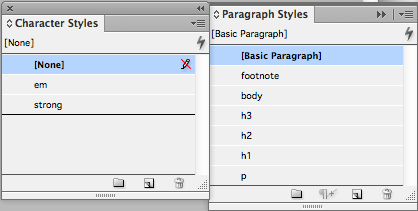 Character Styles
[None]
[None]
em
strong
Paragraph Styles
[Basic Paragraph]
[Basic Paragraph]
footnote
body
h3
h2
h1
p